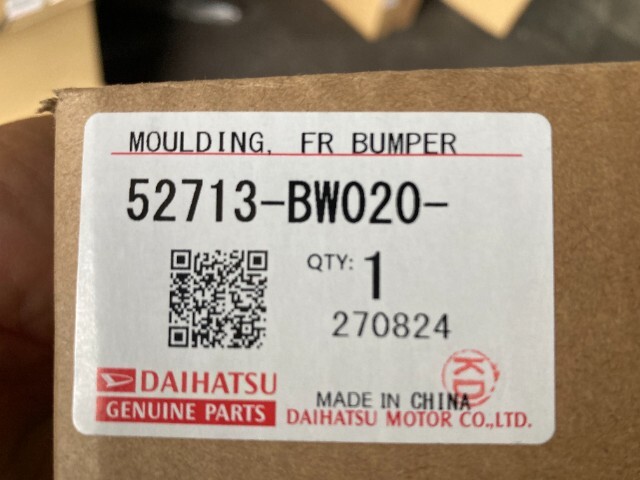 MOULDING, FR BUMPER
52713-BW020-
QTY: 1
270824
DAIHATSU
GENUINE PARTS
KD
MADE IN CHINA
DAIHATSU MOTOR CO.,LTD.